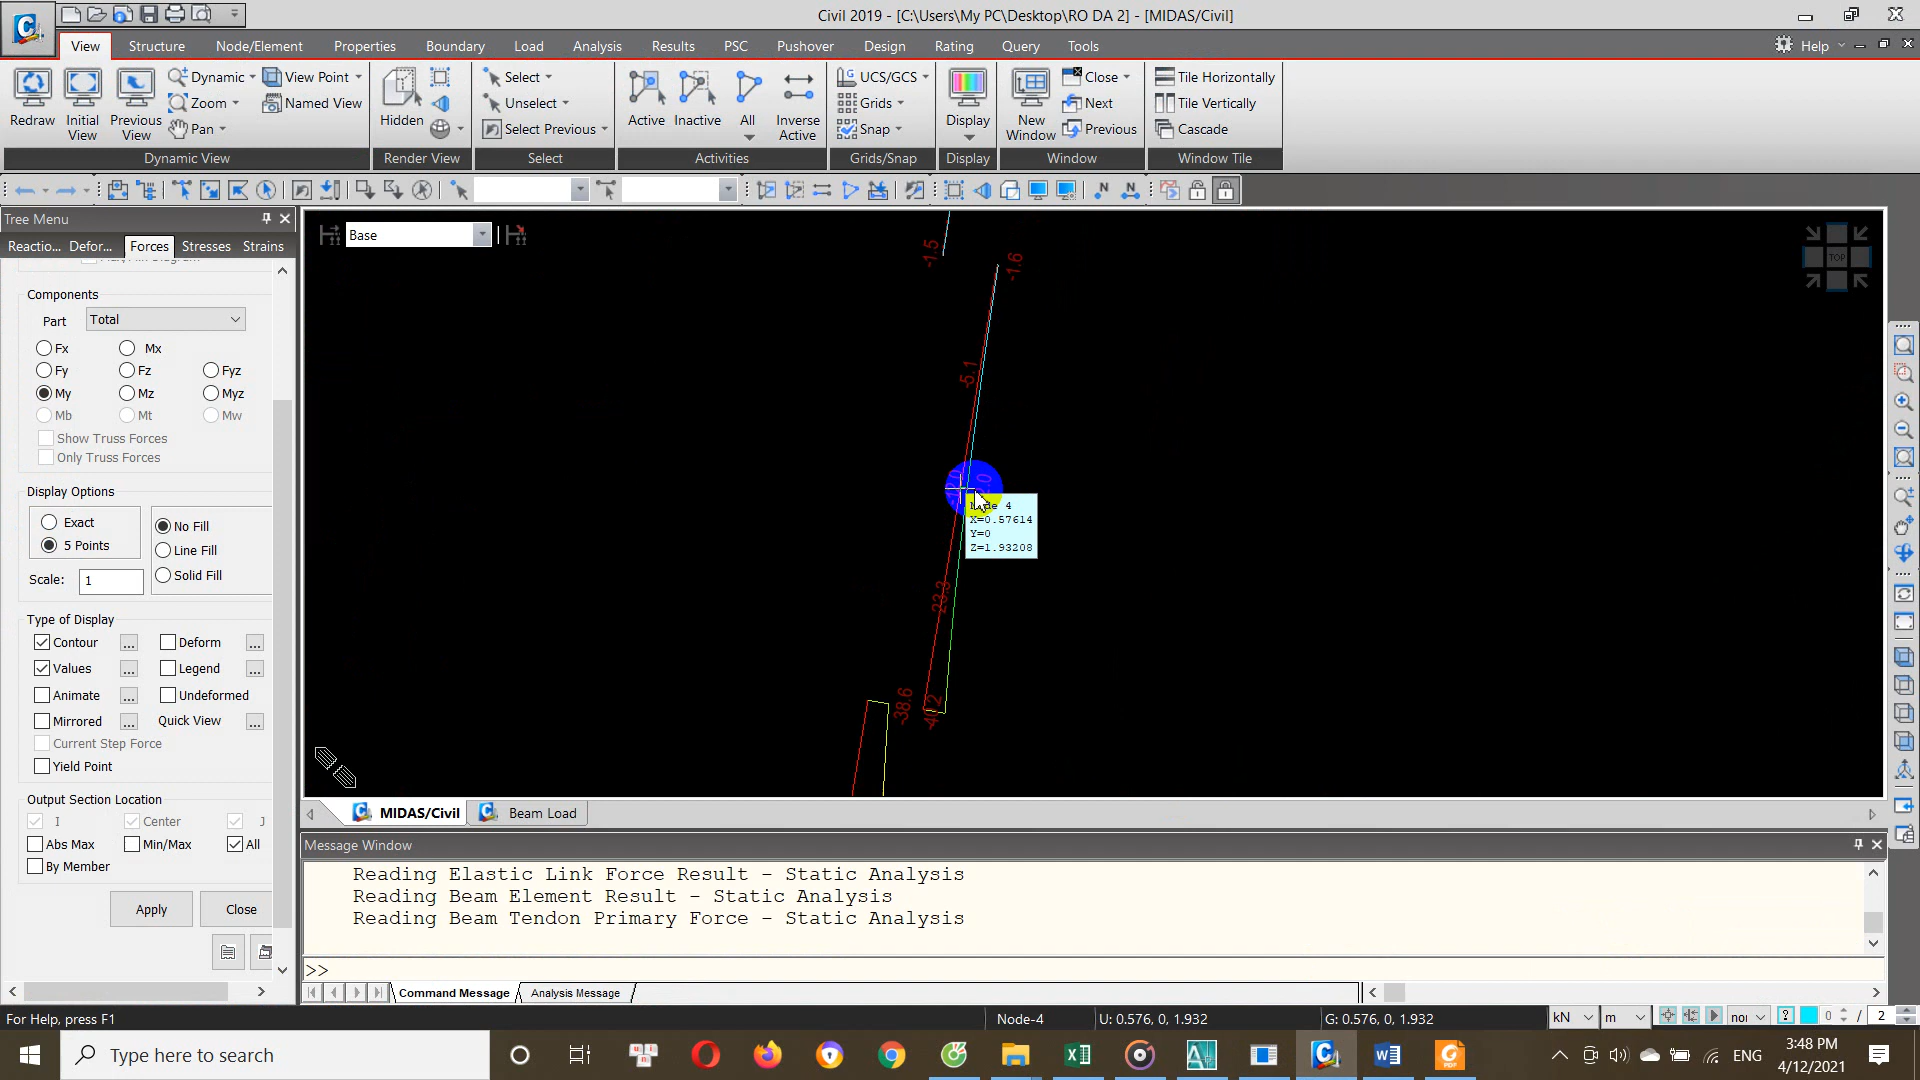 Civil 2019 - [C:\Users\My PC\Desktop\RO DA 2] - [MIDAS/Civil]
View Structure Node/Element Properties Boundary Load Analysis Results PSC Pushover Design Rating Query Tools Help
Redraw
Initial View
Previous View
Dynamic
Zoom
Pan
View Point
Named View
Hidden
Select
Unselect
Select Previous
Active
Inactive
All
Inverse Active
UCS/GCS
Grids
Snap
Display
New Window
Close
Next
Previous
Tile Horizontally
Tile Vertically
Cascade
Dynamic View Render View Select Activities Grids/Snap Display Window Window Tile
Tree Menu
Reactio... Defor... Forces Stresses Strains
Components
Part Total
Fx Mx
Fy Fz Fyz
My Mz Myz
Mb Mt Mw
Show Truss Forces
Only Truss Forces
Display Options
Exact
5 Points
No Fill
Line Fill
Solid Fill
Scale: 1
Type of Display
Contour ... Deform ...
Values ... Legend ...
Animate ... Undeformed
Mirrored ... Quick View ...
Current Step Force
Yield Point
Output Section Location
I Center J
Abs Max Min/Max All
By Member
Apply Close
Base
TOP
-1.5
-1.6
-5.1
X=0.57614
Y=0
Z=1.93208
-38.6
MIDAS/Civil Beam Load
Message Window
Reading Elastic Link Force Result - Static Analysis
Reading Beam Element Result - Static Analysis
Reading Beam Tendon Primary Force - Static Analysis
>>
Command Message Analysis Message
For Help, press F1 Node-4 U: 0.576, 0, 1.932 G: 0.576, 0, 1.932 kN m 0 / 2
Type here to search
ENG
3:48 PM
4/12/2021